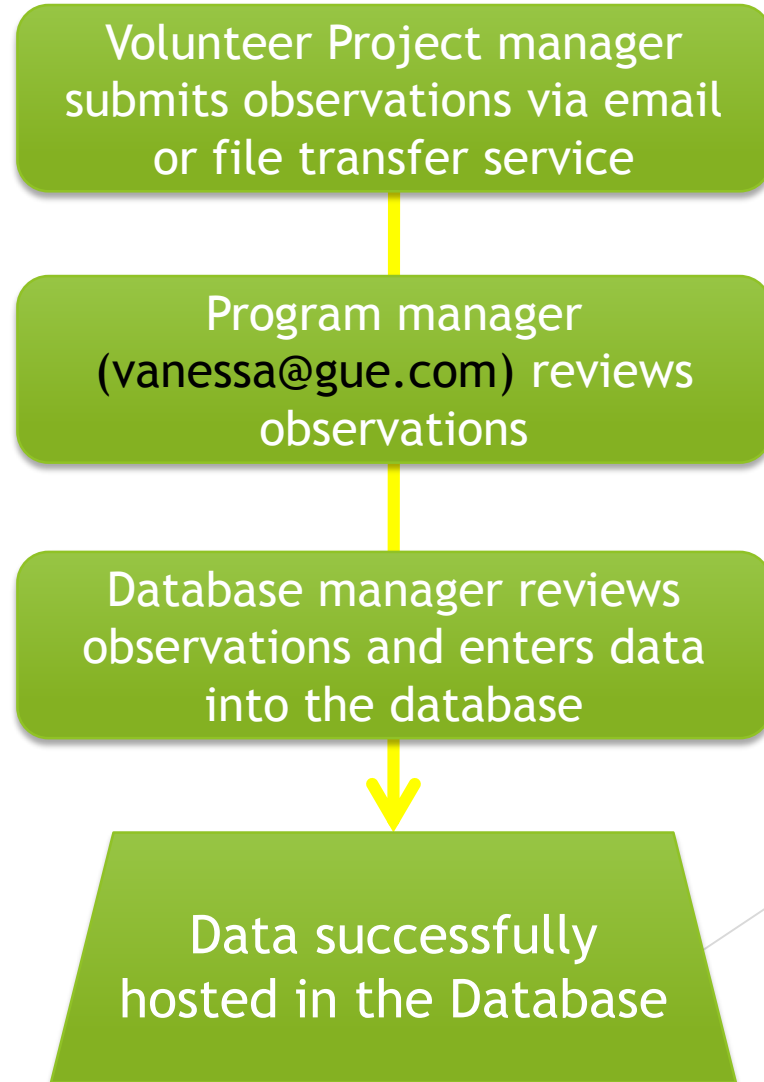 Volunteer Project manager
submits observations via email
or file transfer service
Program manager
(vanessa@gue.com) reviews
observations
Database manager reviews
observations and enters data
into the database
Data successfully
hosted in the Database